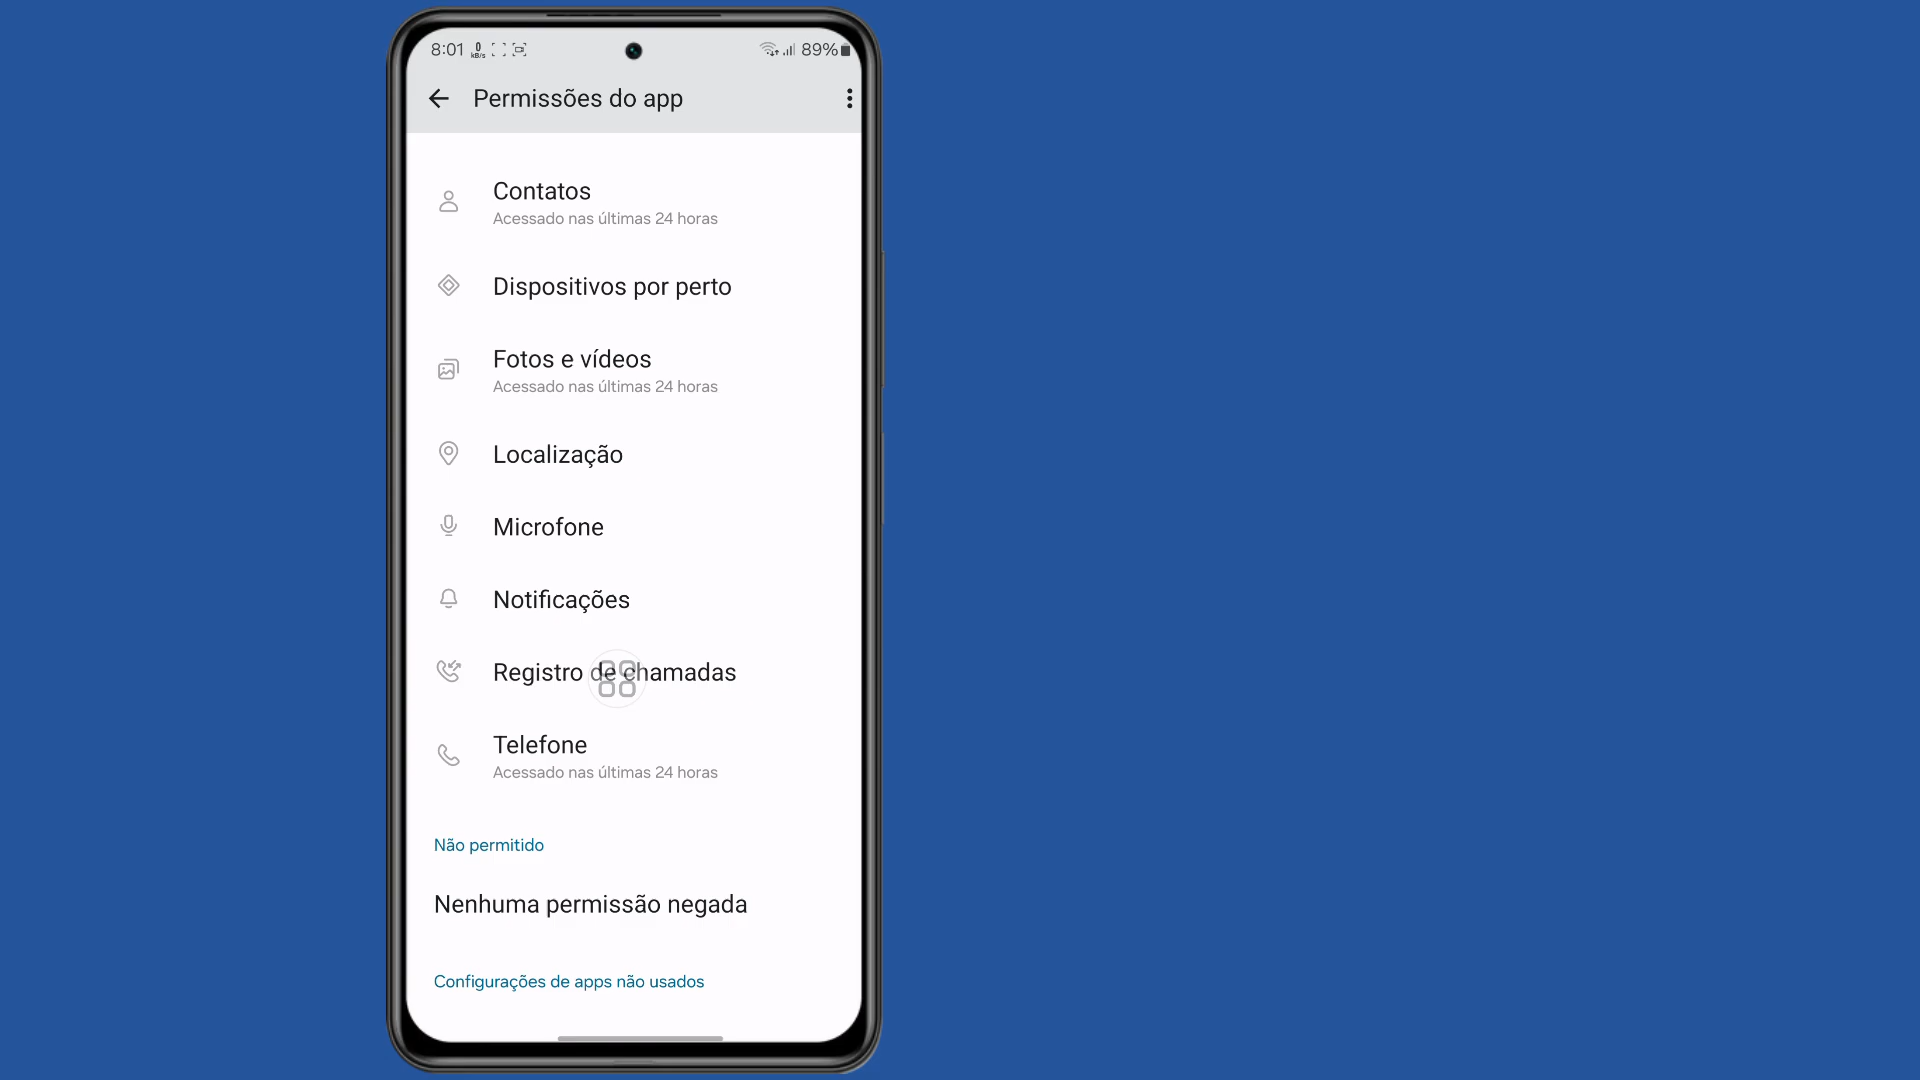 8:01 0 kB/s 89%
Permissões do app
Contatos
Acessado nas últimas 24 horas
Dispositivos por perto
Fotos e vídeos
Acessado nas últimas 24 horas
Localização
Microfone
Notificações
Registro de chamadas
Telefone
Acessado nas últimas 24 horas
Não permitido
Nenhuma permissão negada
Configurações de apps não usados